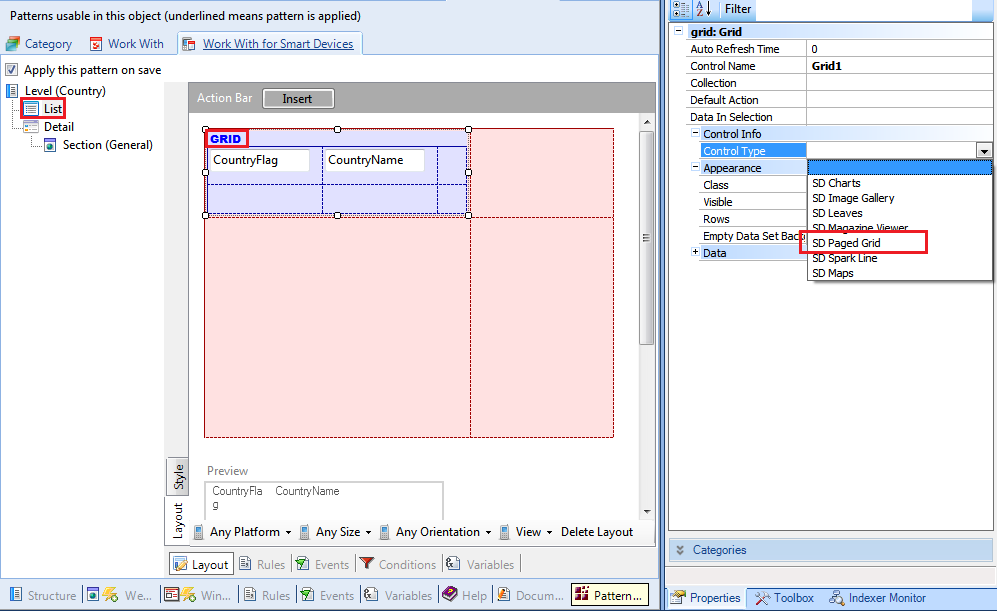 Patterns usable in this object (underlined means pattern is applied)
Category Work With Work With for Smart Devices
Apply this pattern on save
Level (Country)
List
Detail
Section (General)
Action Bar Insert
GRID
CountryFlag CountryName
Preview
CountryFla CountryName
g
Style
Layout
Any Platform Any Size Any Orientation View Delete Layout
Layout Rules Events Conditions Variables
Structure We... Win... Rules Events Variables Help Docum... Pattern...
Filter
grid: Grid
Auto Refresh Time 0
Control Name Grid1
Collection
Default Action
Data In Selection
Control Info
Control Type
Appearance
Class
Visible
Rows
Empty Data Set Back
Data
SD Charts
SD Image Gallery
SD Leaves
SD Magazine Viewer
SD Paged Grid
SD Spark Line
SD Maps
Categories
Properties Toolbox Indexer Monitor